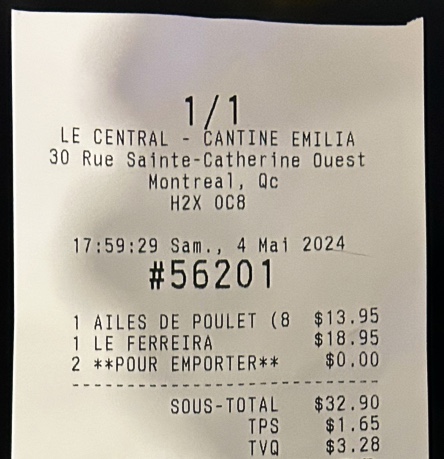 1/1
LE CENTRAL - CANTINE EMILIA
30 Rue Sainte-Catherine Ouest
Montreal, Qc
H2X 0C8
17:59:29 Sam., 4 Mai 2024
#56201
1 AILES DE POULET (8 $13.95
1 LE FERREIRA $18.95
2 **POUR EMPORTER** $0.00
SOUS-TOTAL $32.90
TPS $1.65
TVQ $3.28